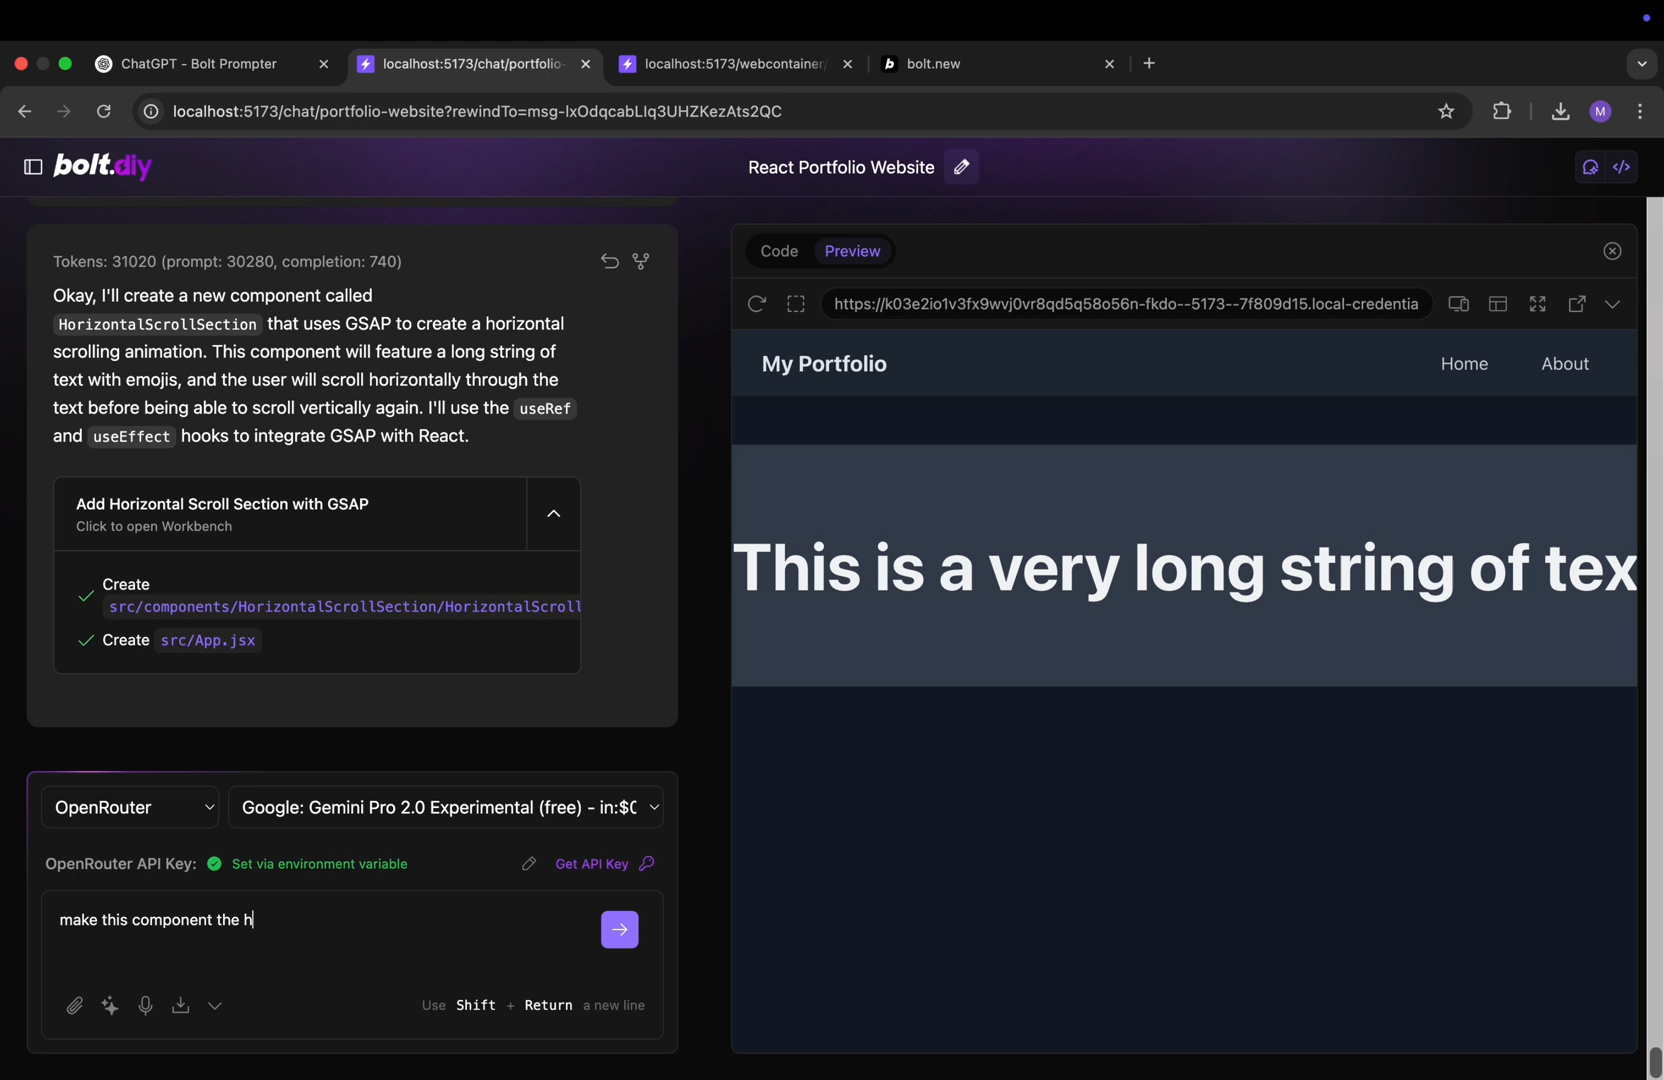 ChatGPT - Bolt Prompter
localhost:5173/chat/portfolio-
localhost:5173/webcontainer/
bolt.new
localhost:5173/chat/portfolio-website?rewindTo=msg-lxOdqcabLIq3UHZKezAts2QC
M
bolt.diy
React Portfolio Website
Tokens: 31020 (prompt: 30280, completion: 740)
Okay, I'll create a new component called
HorizontalScrollSection that uses GSAP to create a horizontal
scrolling animation. This component will feature a long string of
text with emojis, and the user will scroll horizontally through the
text before being able to scroll vertically again. I'll use the useRef
and useEffect hooks to integrate GSAP with React.
Add Horizontal Scroll Section with GSAP
Click to open Workbench
Create
src/components/HorizontalScrollSection/HorizontalScroll
Create src/App.jsx
OpenRouter
Google: Gemini Pro 2.0 Experimental (free) - in:$0
OpenRouter API Key: Set via environment variable
Get API Key
make this component the h
Use Shift + Return a new line
Code
Preview
https://k03e2io1v3fx9wvj0vr8qd5q58o56n-fkdo--5173--7f809d15.local-credentia
My Portfolio
Home
About
This is a very long string of tex